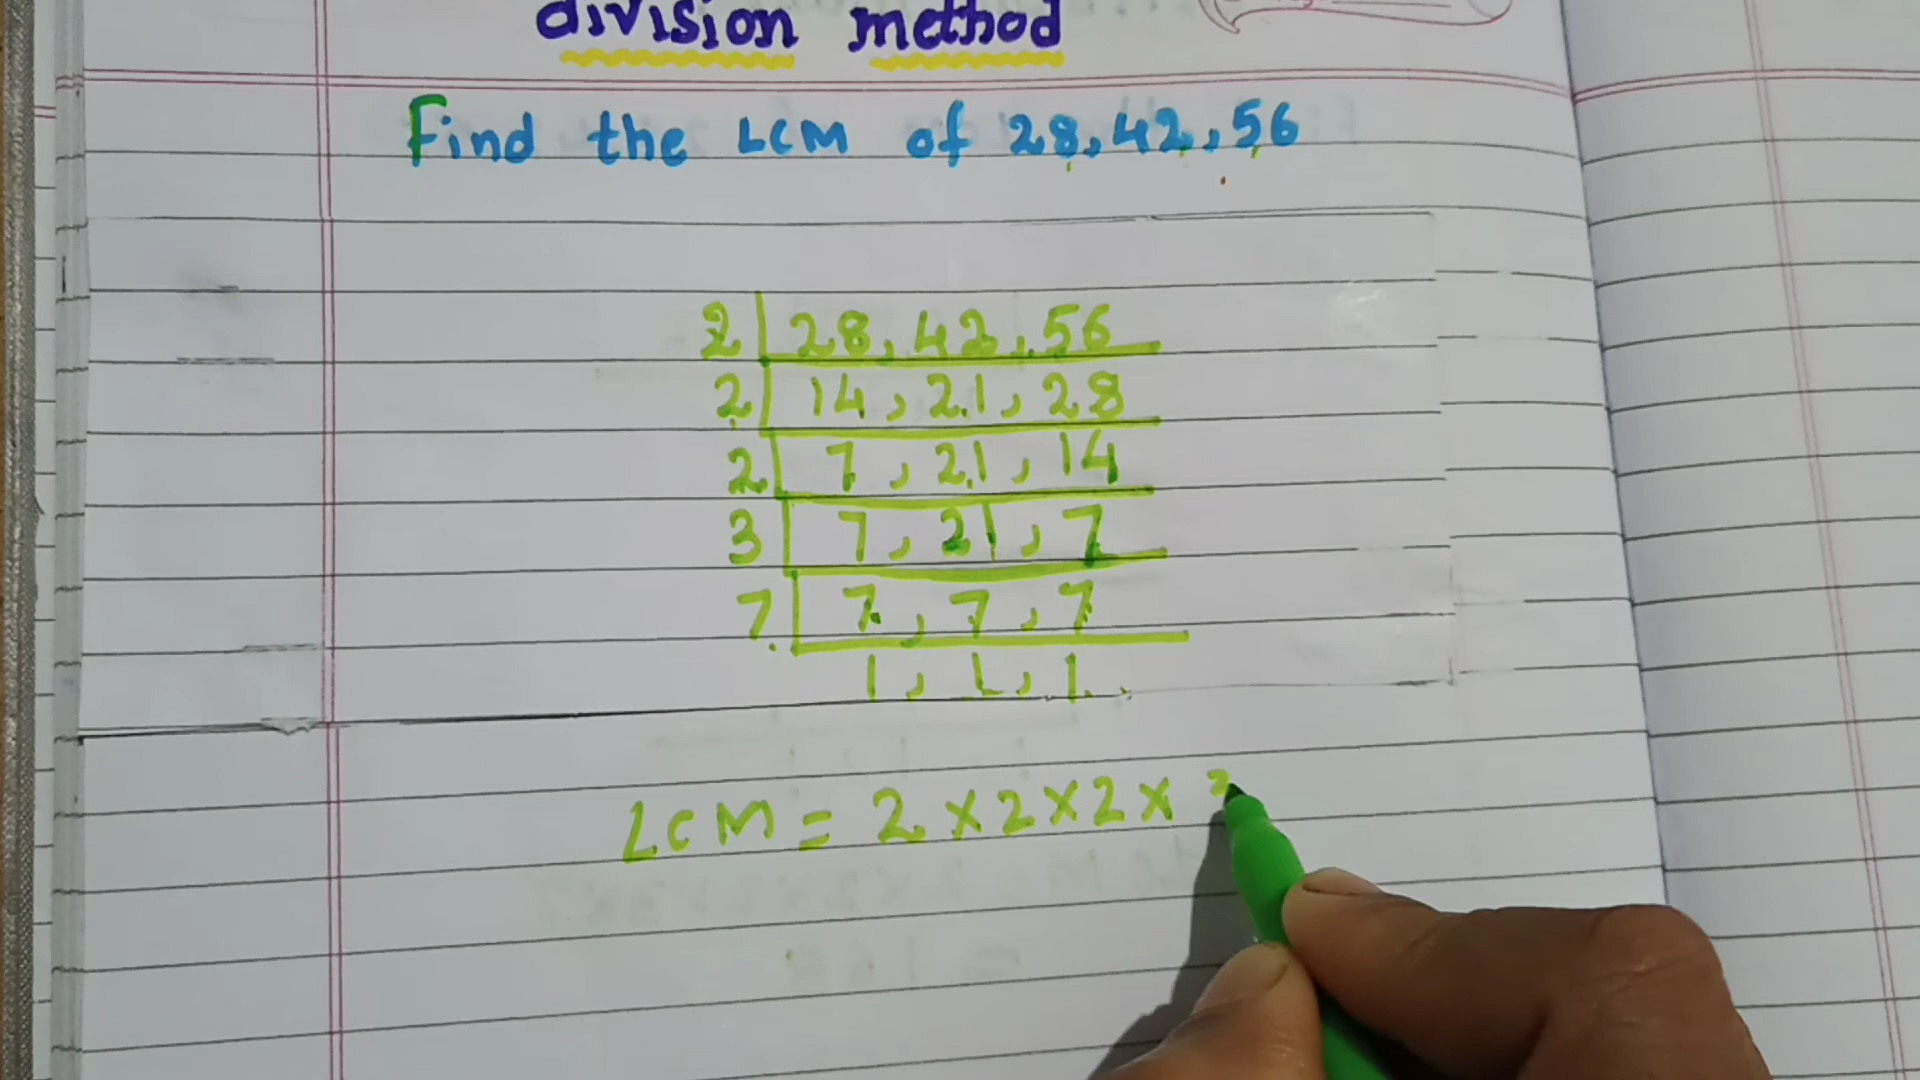 division method
Find the LCM of 28,42,56
2 28,42,56
2 14,21,28
2 7,21,14
3 7,21,7
7 7,7,7
1,1,1
LCM = 2×2×2×